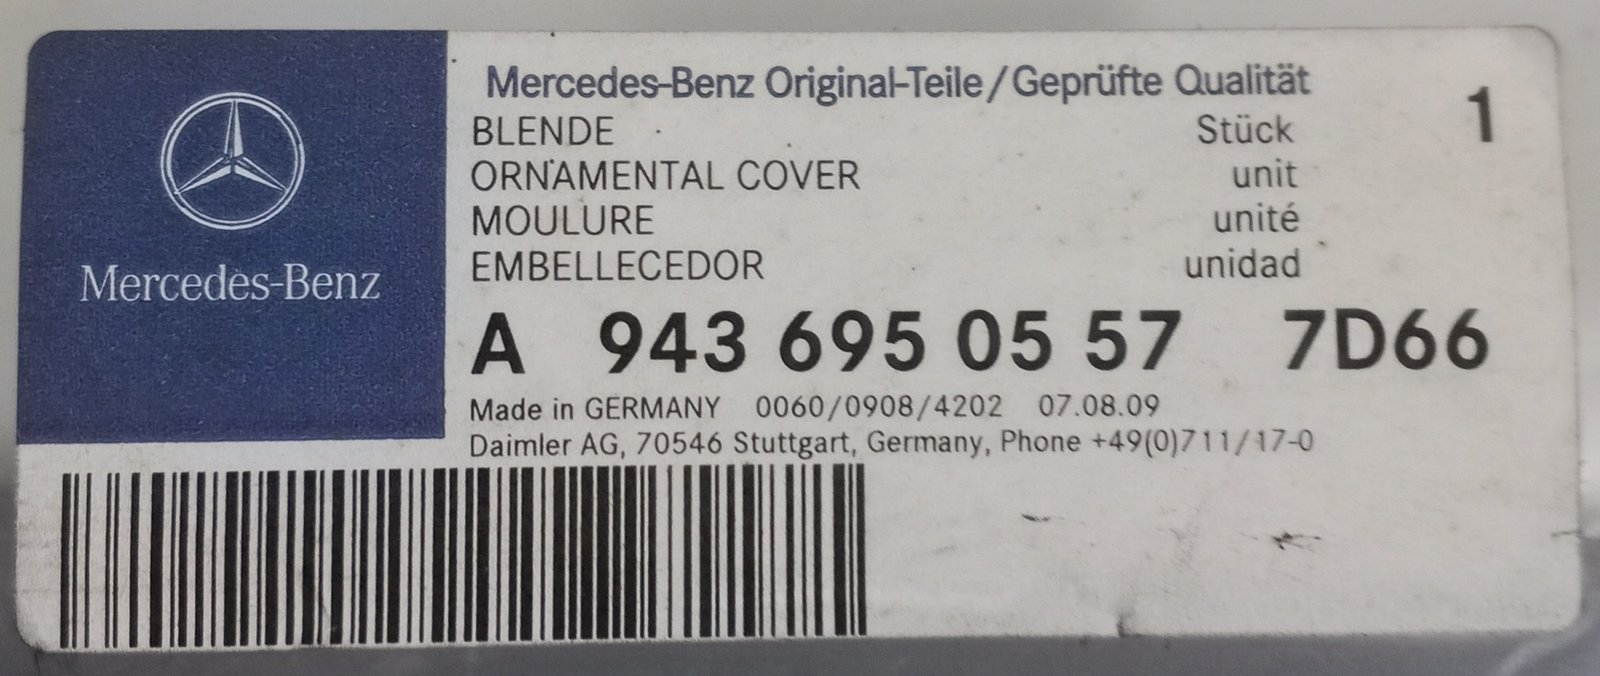 Mercedes-Benz
Mercedes-Benz Original-Teile/Geprüfte Qualität
BLENDE Stück 1
ORNAMENTAL COVER unit
MOULURE unité
EMBELLECEDOR unidad
A 943 695 05 57 7D66
Made in GERMANY 0060/0908/4202 07.08.09
Daimler AG, 70546 Stuttgart, Germany, Phone +49(0)711/17-0